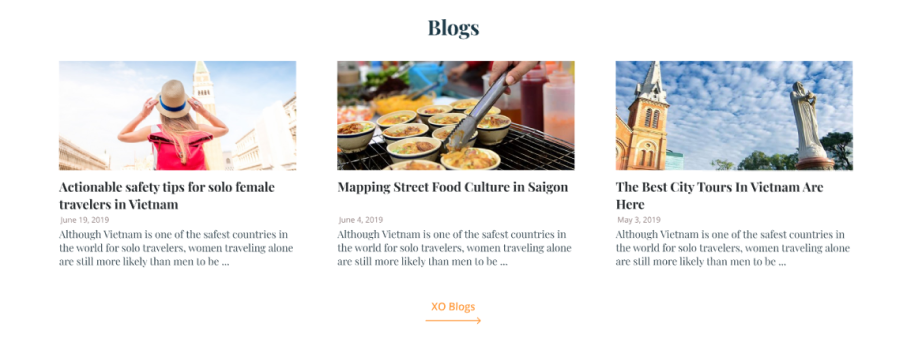 Blogs
Actionable safety tips for solo female
travelers in Vietnam
June 19, 2019
Although Vietnam is one of the safest countries in
the world for solo travelers, women traveling alone
are still more likely than men to be ...
Mapping Street Food Culture in Saigon
June 4, 2019
Although Vietnam is one of the safest countries in
the world for solo travelers, women traveling alone
are still more likely than men to be ...
The Best City Tours In Vietnam Are
Here
May 3, 2019
Although Vietnam is one of the safest countries in
the world for solo travelers, women traveling alone
are still more likely than men to be ...
XO Blogs